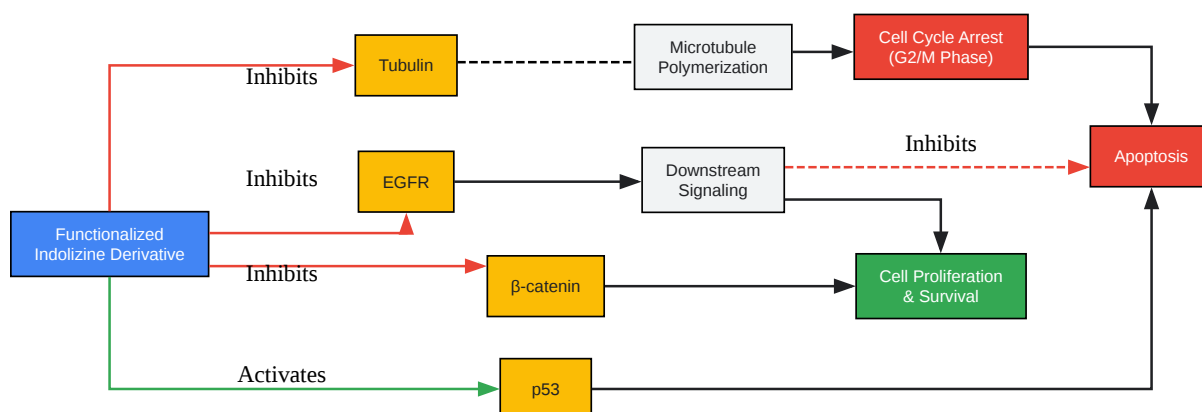 Cell Cycle Arrest
(G2/M Phase)
Microtubule
Polymerization
Tubulin
Inhibits
Inhibits
Apoptosis
Downstream
Signaling
EGFR
Inhibits
Functionalized
Indolizine Derivative
Inhibits
β-catenin
Cell Proliferation
& Survival
Activates
p53